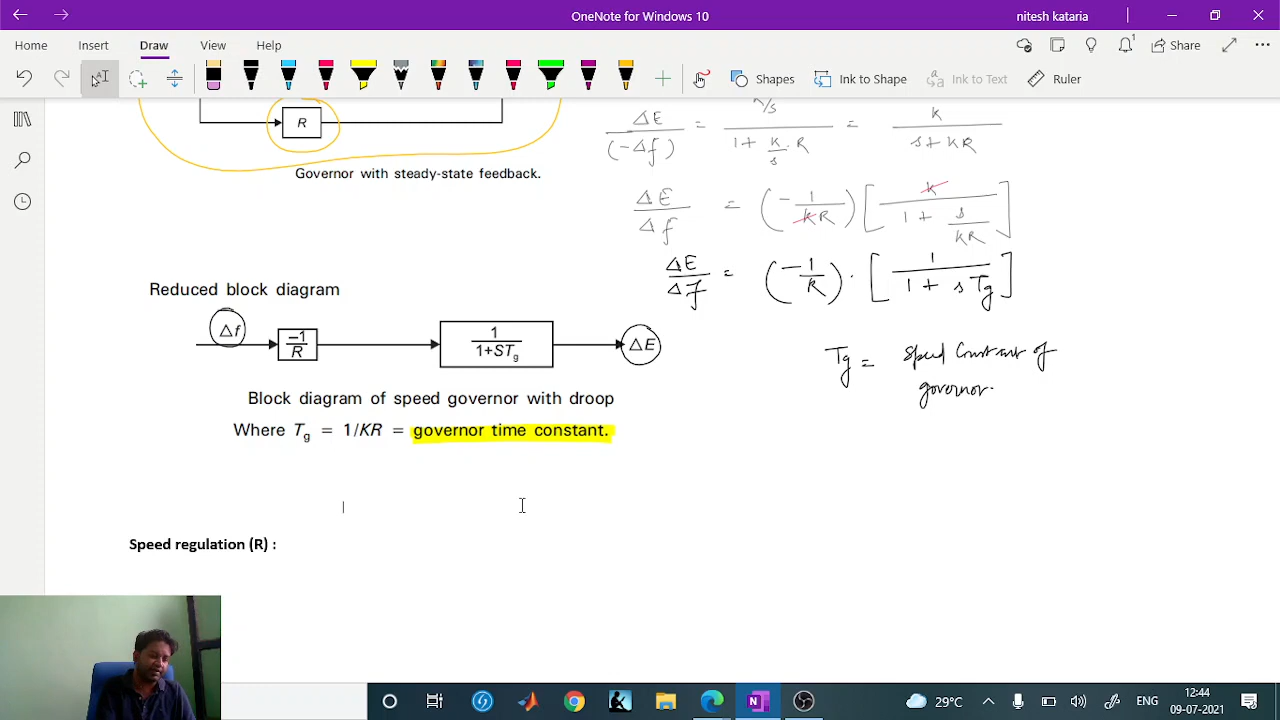 OneNote for Windows 10
nitesh kataria
Home Insert Draw View Help
Share
Shapes
Ink to Shape
Ink to Text
Ruler
R
Governor with steady-state feedback.
ΔE/(-Δf) = K/s / 1 + K/s . R = K / s + KR
ΔE/Δf = (- 1/KR) [ K / 1 + s/KR ]
ΔE/Δf = (-1/R) . [ 1 / 1 + s Tg ]
Reduced block diagram
Δf
-1/R
1/1+STg
ΔE
Tg = Speed Constant of
governor.
Block diagram of speed governor with droop
Where Tg = 1/KR = governor time constant.
Speed regulation (R) :
29°C
ENG
12:44
09-07-2021